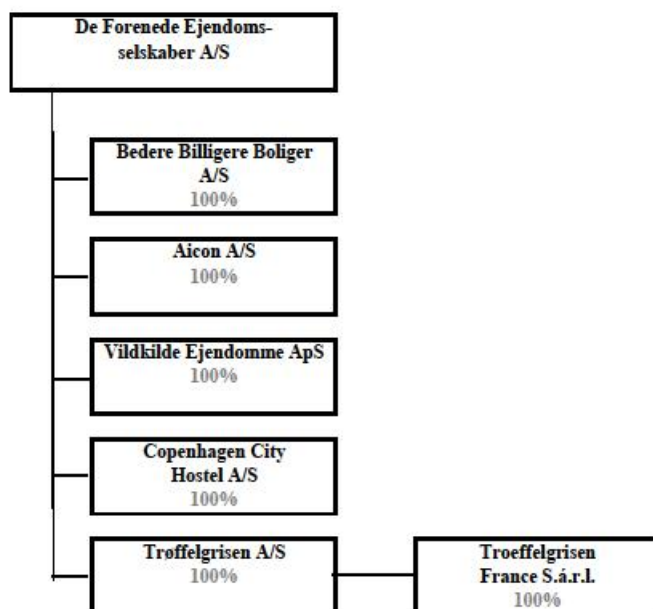 De Forenede Ejendoms-
selskaber A/S
Bedere Billigere Boliger
A/S
100%
Aicon A/S
100%
Vildkilde Ejendomme ApS
100%
Copenhagen City
Hostel A/S
100%
Trøffelgrisen A/S
100%
Troeffelgrisen
France S.á.r.l.
100%